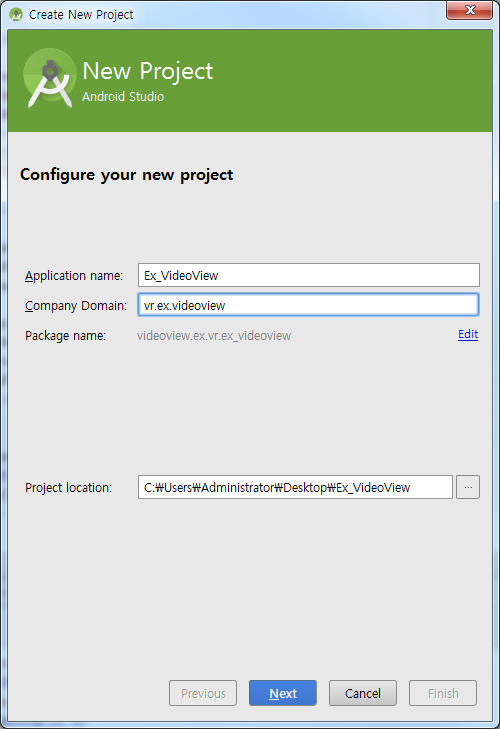 Create New Project
New Project
Android Studio
Configure your new project
Application name: Ex_VideoView
Company Domain: vr.ex.videoview
Package name: videoview.ex.vr.ex_videoview Edit
Project location: C:₩Users₩Administrator₩Desktop₩Ex_VideoView ...
Previous Next Cancel Finish